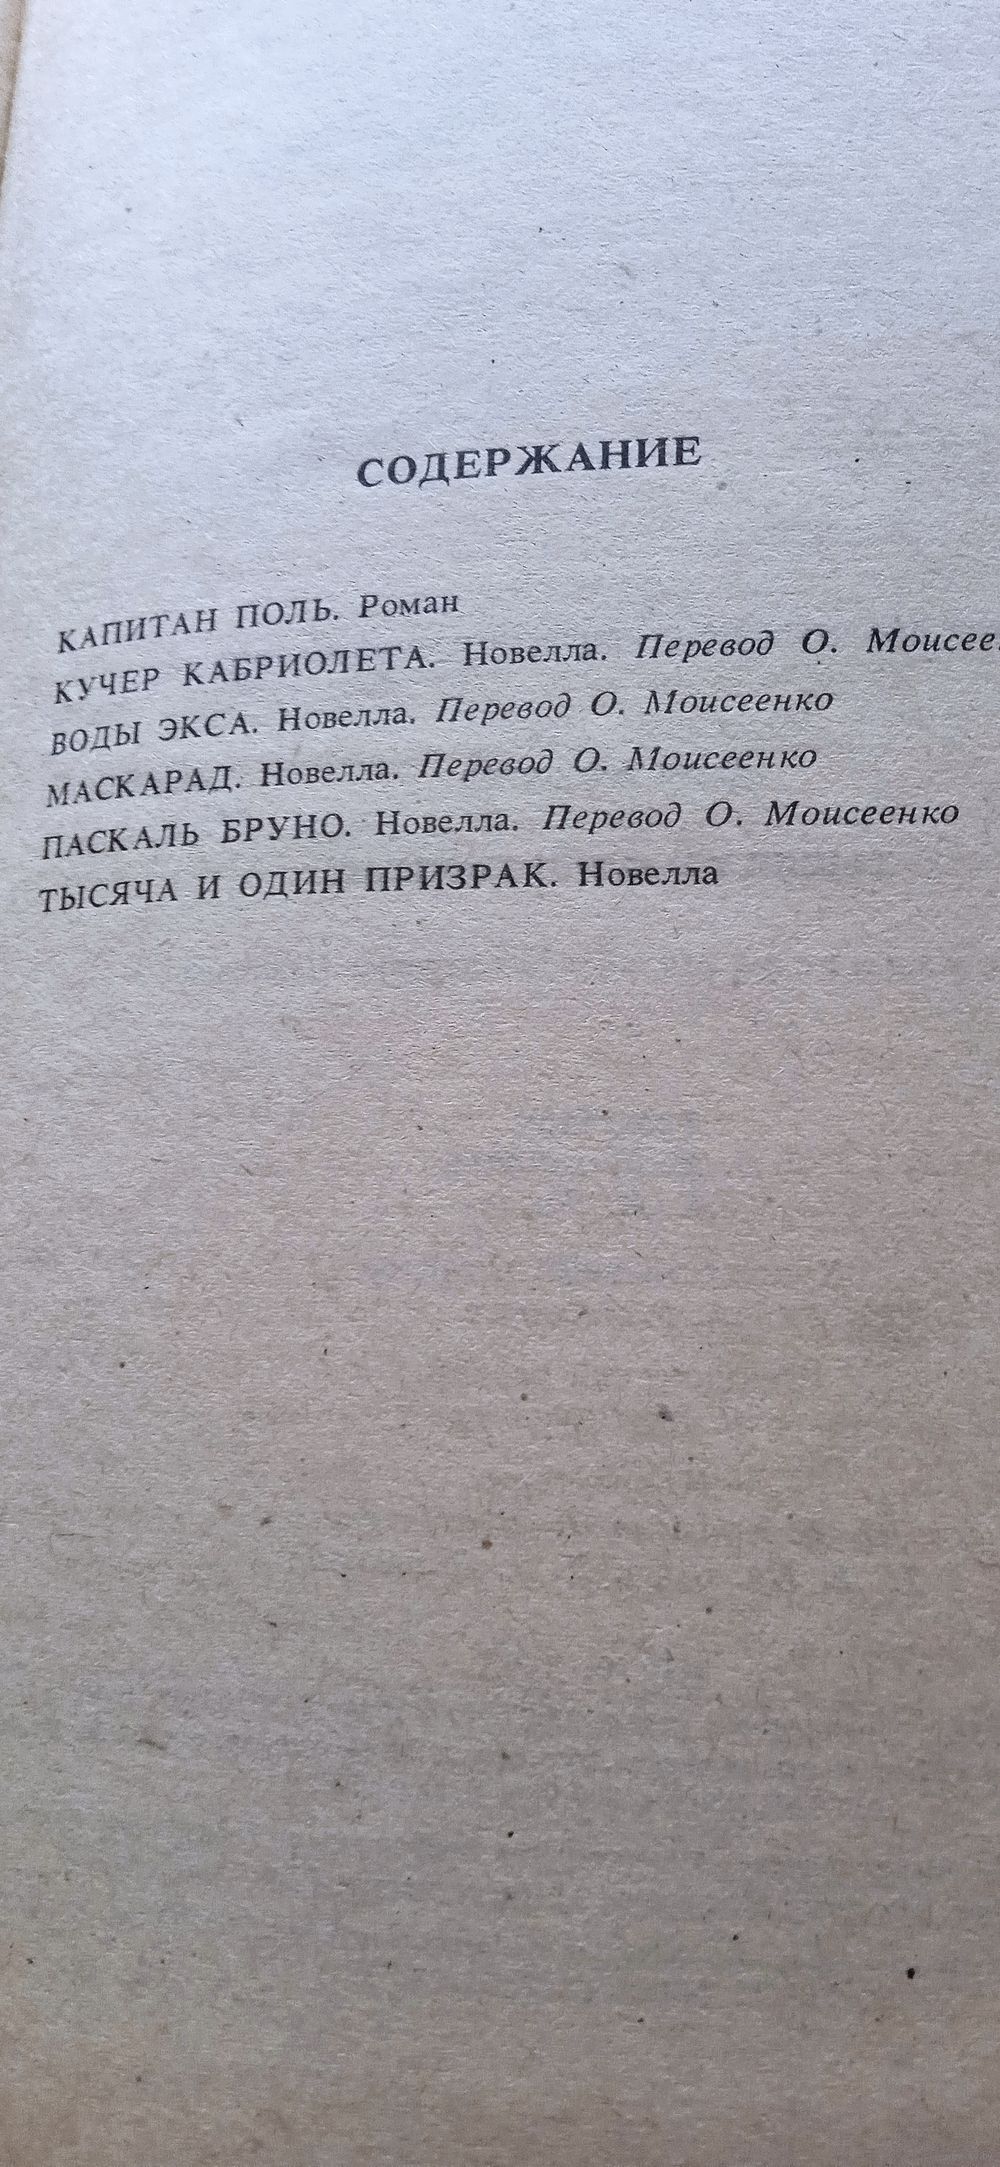 СОДЕРЖАНИЕ
КАПИТАН ПОЛЬ. Роман
КУЧЕР КАБРИОЛЕТА. Новелла. Перевод О. Моисее
ВОДЫ ЭКСА. Новелла. Перевод О. Моисеенко
МАСКАРАД. Новелла. Перевод О. Моисеенко
ПАСКАЛЬ БРУНО. Новелла. Перевод О. Моисеенко
ТЫСЯЧА И ОДИН ПРИЗРАК. Новелла